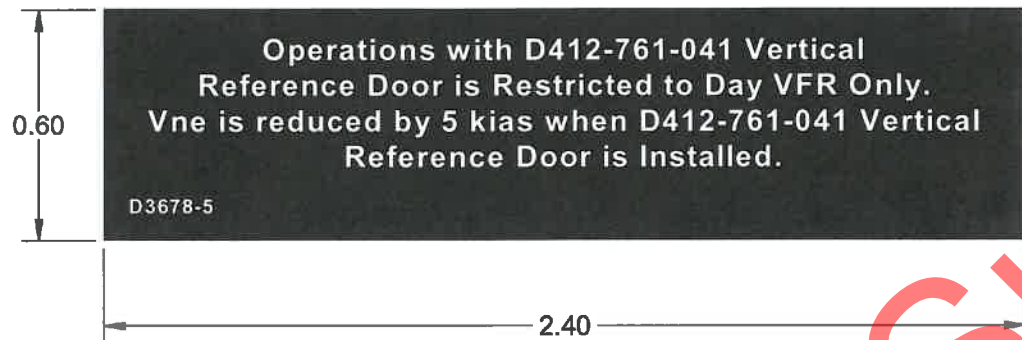 Operations with D412-761-041 Vertical
Reference Door is Restricted to Day VFR Only.
Vne is reduced by 5 kias when D412-761-041 Vertical
Reference Door is Installed.
D3678-5
0.60
2.40